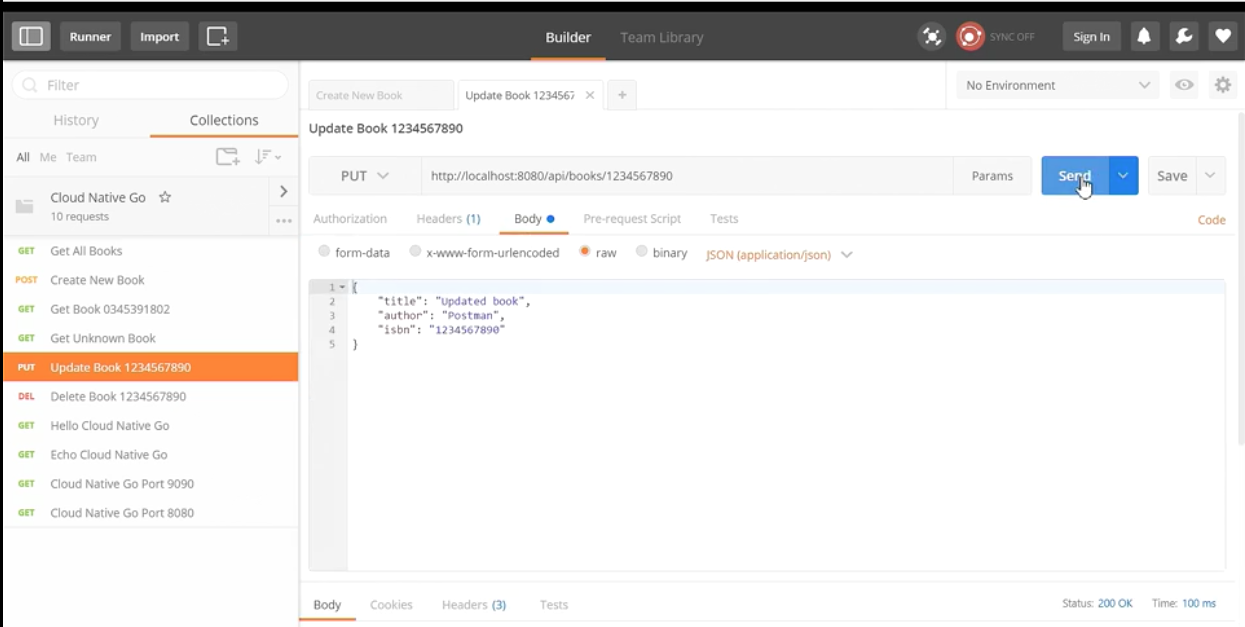 Runner Import Builder Team Library SYNC OFF Sign In
Filter
History Collections
All Me Team
Cloud Native Go
10 requests
GET Get All Books
POST Create New Book
GET Get Book 0345391802
GET Get Unknown Book
PUT Update Book 1234567890
DEL Delete Book 1234567890
GET Hello Cloud Native Go
GET Echo Cloud Native Go
GET Cloud Native Go Port 9090
GET Cloud Native Go Port 8080
Create New Book Update Book 1234567 × +
No Environment
Update Book 1234567890
PUT http://localhost:8080/api/books/1234567890 Params Send Save
Authorization Headers (1) Body Pre-request Script Tests Code
form-data x-www-form-urlencoded raw binary JSON (application/json)
1 {
2 "title": "Updated book",
3 "author": "Postman",
4 "isbn": "1234567890"
5 }
Body Cookies Headers (3) Tests Status: 200 OK Time: 100 ms